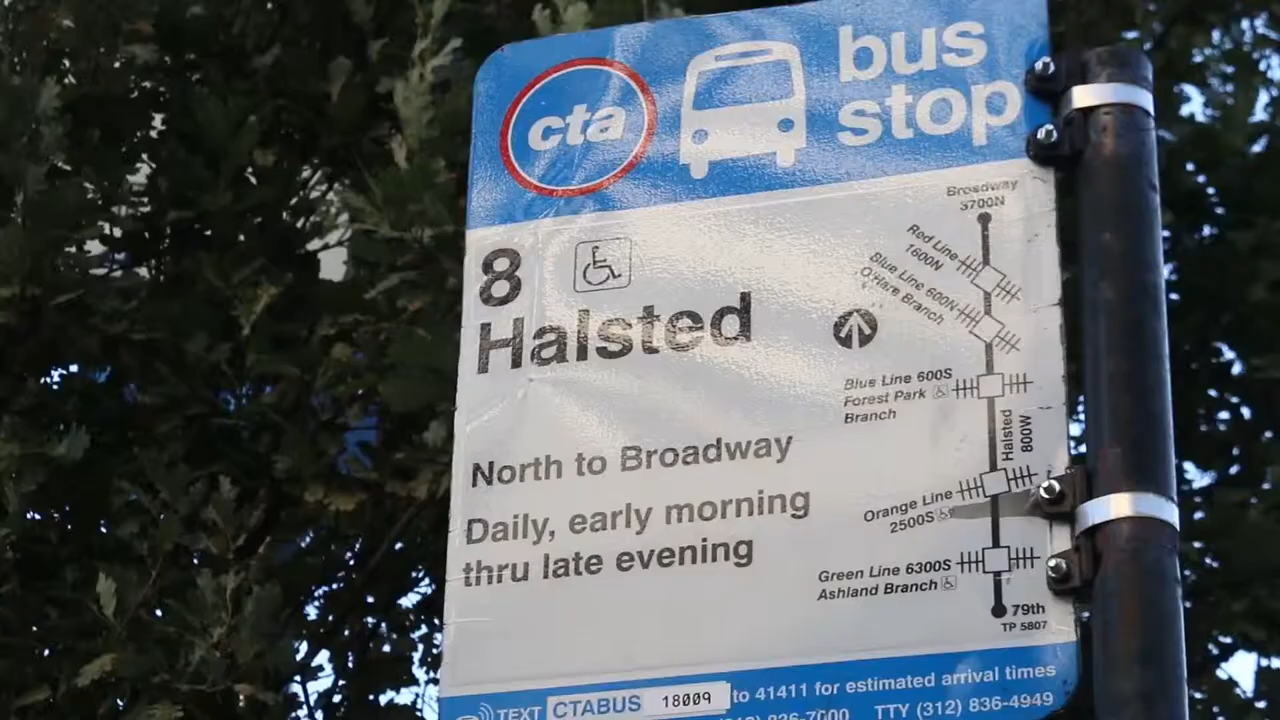 cta
bus
stop
8
Halsted
North to Broadway
Daily, early morning
thru late evening
Broadway
3700N
Red Line
1600N
Blue Line 600N
O'Hare Branch
Blue Line 600S
Forest Park
Branch
Halsted
800W
Orange Line
2500S
Green Line 6300S
Ashland Branch
79th
TP 5807
TEXT CTABUS 18009 to 41411 for estimated arrival times
836-7000 TTY (312) 836-4949